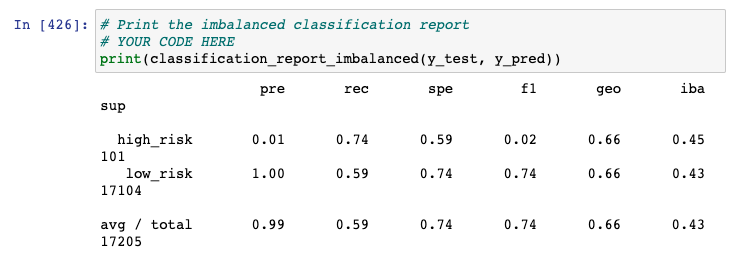 In [426]: # Print the imbalanced classification report
# YOUR CODE HERE
print(classification_report_imbalanced(y_test, y_pred))
pre rec spe f1 geo iba
sup
high_risk 0.01 0.74 0.59 0.02 0.66 0.45
101
low_risk 1.00 0.59 0.74 0.74 0.66 0.43
17104
avg / total 0.99 0.59 0.74 0.74 0.66 0.43
17205